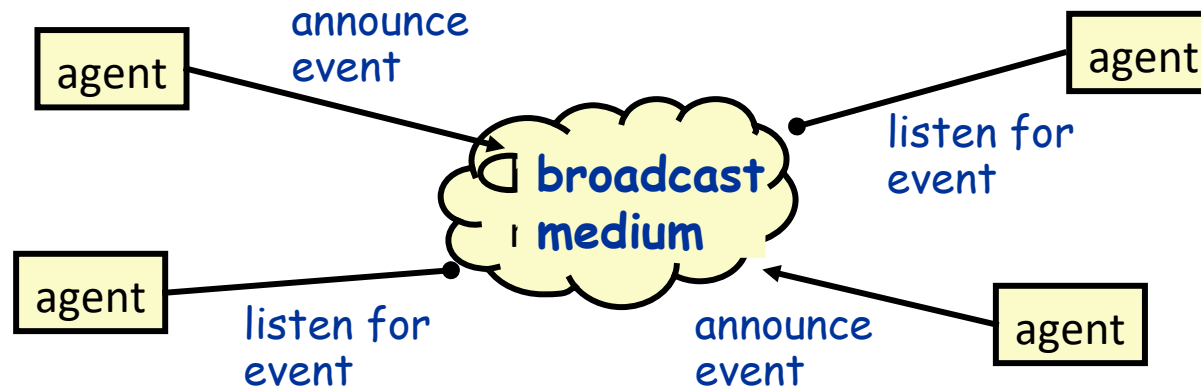 announce
event
agent
agent
listen for
event
broadcast
medium
agent
listen for
event
announce
event
agent